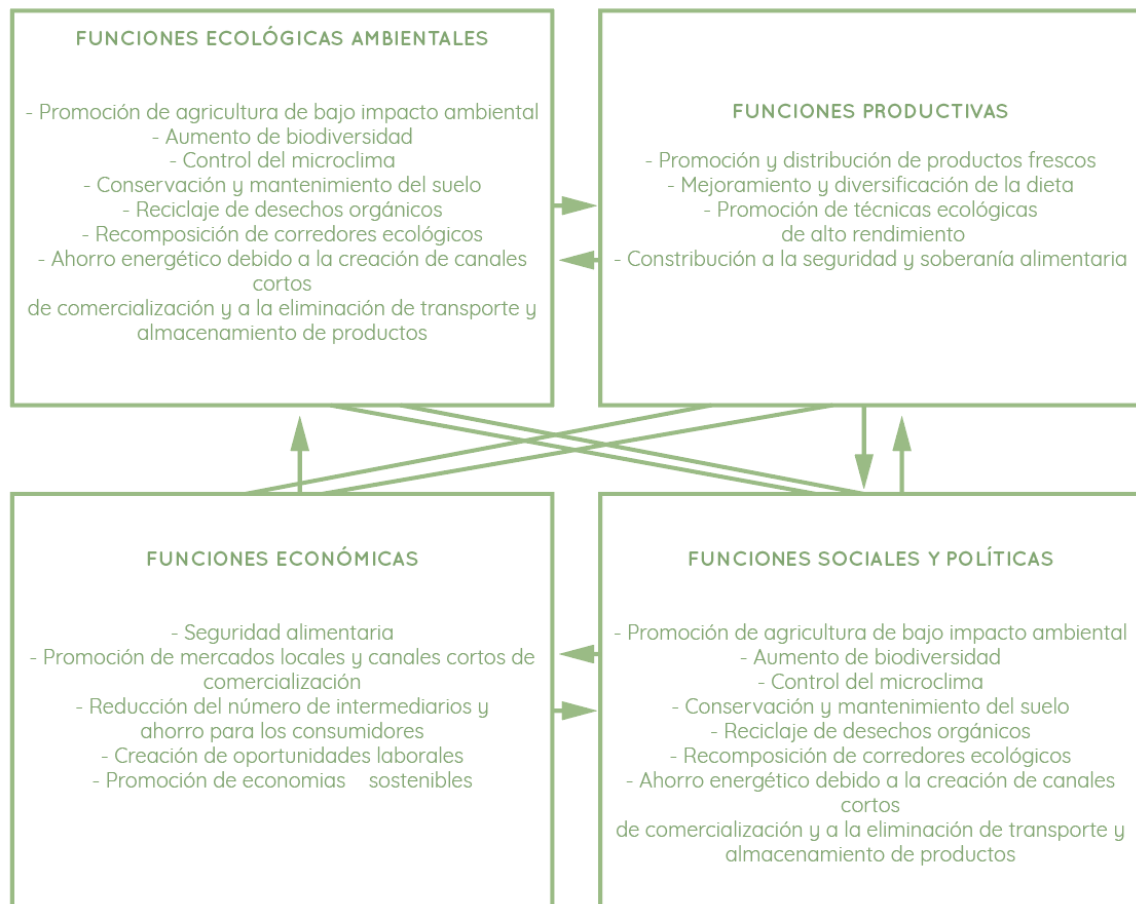 FUNCIONES ECOLÓGICAS AMBIENTALES
- Promoción de agricultura de bajo impacto ambiental
- Aumento de biodiversidad
- Control del microclima
- Conservación y mantenimiento del suelo
- Reciclaje de desechos orgánicos
- Recomposición de corredores ecológicos
- Ahorro energético debido a la creación de canales
cortos
de comercialización y a la eliminación de transporte y
almacenamiento de productos
FUNCIONES PRODUCTIVAS
- Promoción y distribución de productos frescos
- Mejoramiento y diversificación de la dieta
- Promoción de técnicas ecológicas
de alto rendimiento
- Constribución a la seguridad y soberanía alimentaria
FUNCIONES ECONÓMICAS
- Seguridad alimentaria
- Promoción de mercados locales y canales cortos de
comercialización
- Reducción del número de intermediarios y
ahorro para los consumidores
- Creación de oportunidades laborales
- Promoción de economias sostenibles
FUNCIONES SOCIALES Y POLÍTICAS
- Promoción de agricultura de bajo impacto ambiental
- Aumento de biodiversidad
- Control del microclima
- Conservación y mantenimiento del suelo
- Reciclaje de desechos orgánicos
- Recomposición de corredores ecológicos
- Ahorro energético debido a la creación de canales
cortos
de comercialización y a la eliminación de transporte y
almacenamiento de productos